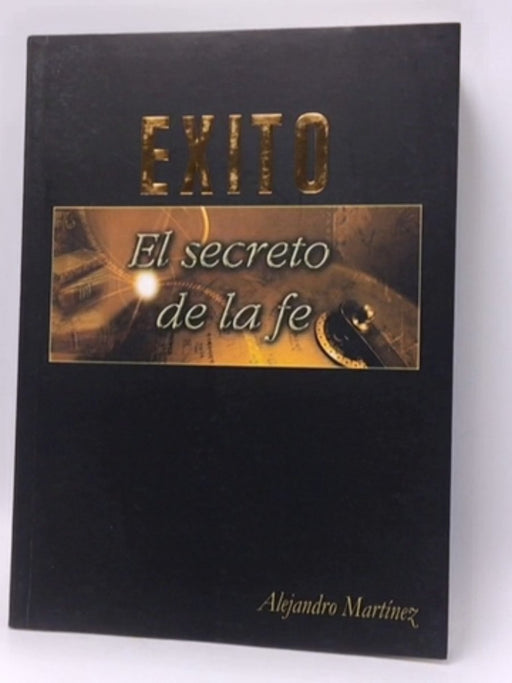 EXITO
El secreto
de la fe
Alejandro Martínez